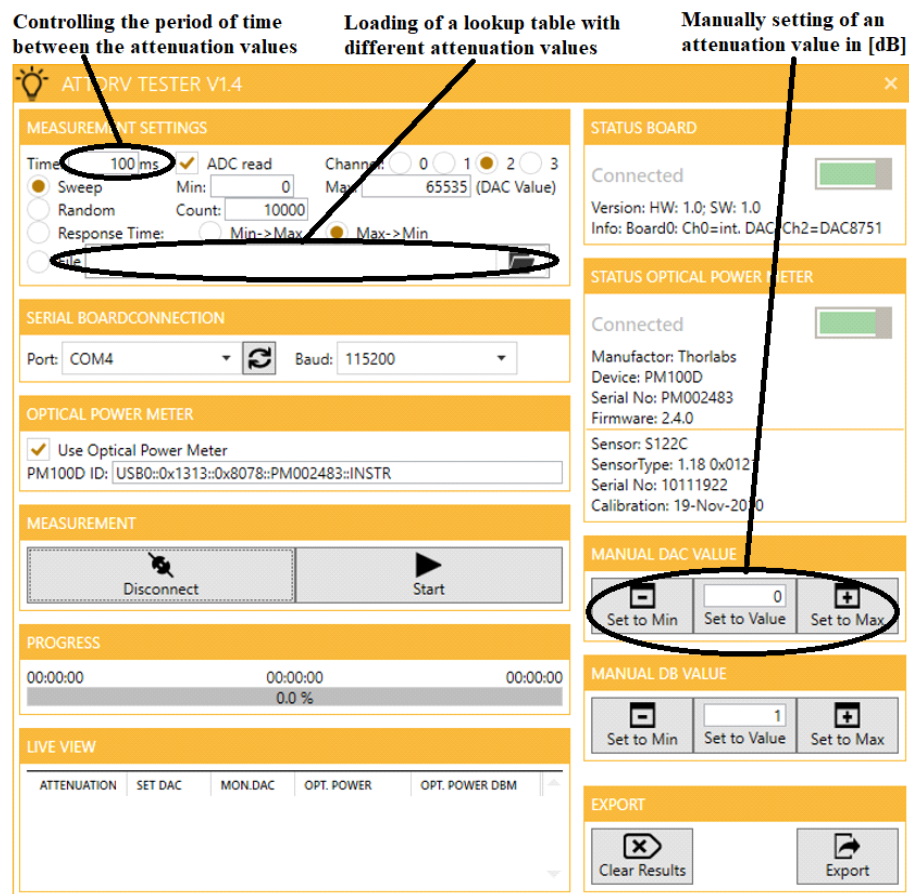 Controlling the period of time
between the attenuation values
Loading of a lookup table with
different attenuation values
Manually setting of an
attenuation value in [dB]
ATTDRV TESTER V1.4
MEASUREMENT SETTINGS
Time 100 ms ADC read Channel: 0 1 2 3
Sweep Min: 0 Max: 65535 (DAC Value)
Random Count: 10000
Response Time: Min->Max Max->Min
File
SERIAL BOARDCONNECTION
Port: COM4 Baud: 115200
OPTICAL POWER METER
Use Optical Power Meter
PM100D ID: USB0::0x1313::0x8078::PM002483::INSTR
MEASUREMENT
Disconnect Start
PROGRESS
00:00:00 00:00:00 00:00:00
0.0 %
LIVE VIEW
ATTENUATION SET DAC MON.DAC OPT. POWER OPT. POWER DBM
STATUS BOARD
Connected
Version: HW: 1.0; SW: 1.0
Info: Board0: Ch0=int. DAC, Ch2=DAC8751
STATUS OPTICAL POWER METER
Connected
Manufactor: Thorlabs
Device: PM100D
Serial No: PM002483
Firmware: 2.4.0
Sensor: S122C
SensorType: 1.18
Serial No: 10111922
Calibration:
MANUAL DAC VALUE
0
Set to Min Set to Value Set to Max
MANUAL DB VALUE
1
Set to Min Set to Value Set to Max
EXPORT
Clear Results Export